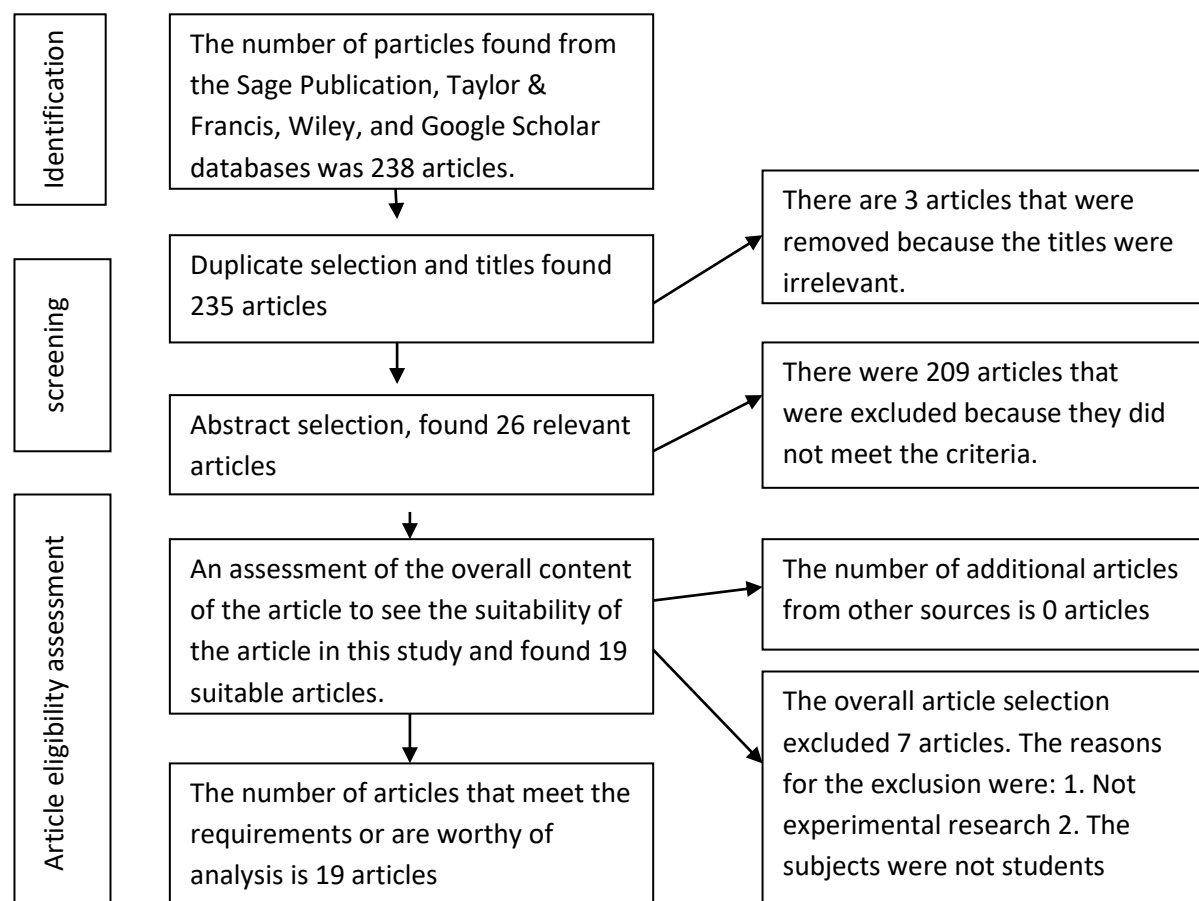 Identification
The number of particles found from
the Sage Publication, Taylor &
Francis, Wiley, and Google Scholar
databases was 238 articles.
There are 3 articles that were
removed because the titles were
irrelevant.
screening
Duplicate selection and titles found
235 articles
There were 209 articles that
were excluded because they did
not meet the criteria.
Abstract selection, found 26 relevant
articles
Article eligibility assessment
An assessment of the overall content
of the article to see the suitability of
the article in this study and found 19
suitable articles.
The number of additional articles
from other sources is 0 articles
The overall article selection
excluded 7 articles. The reasons
for the exclusion were: 1. Not
experimental research 2. The
subjects were not students
The number of articles that meet the
requirements or are worthy of
analysis is 19 articles